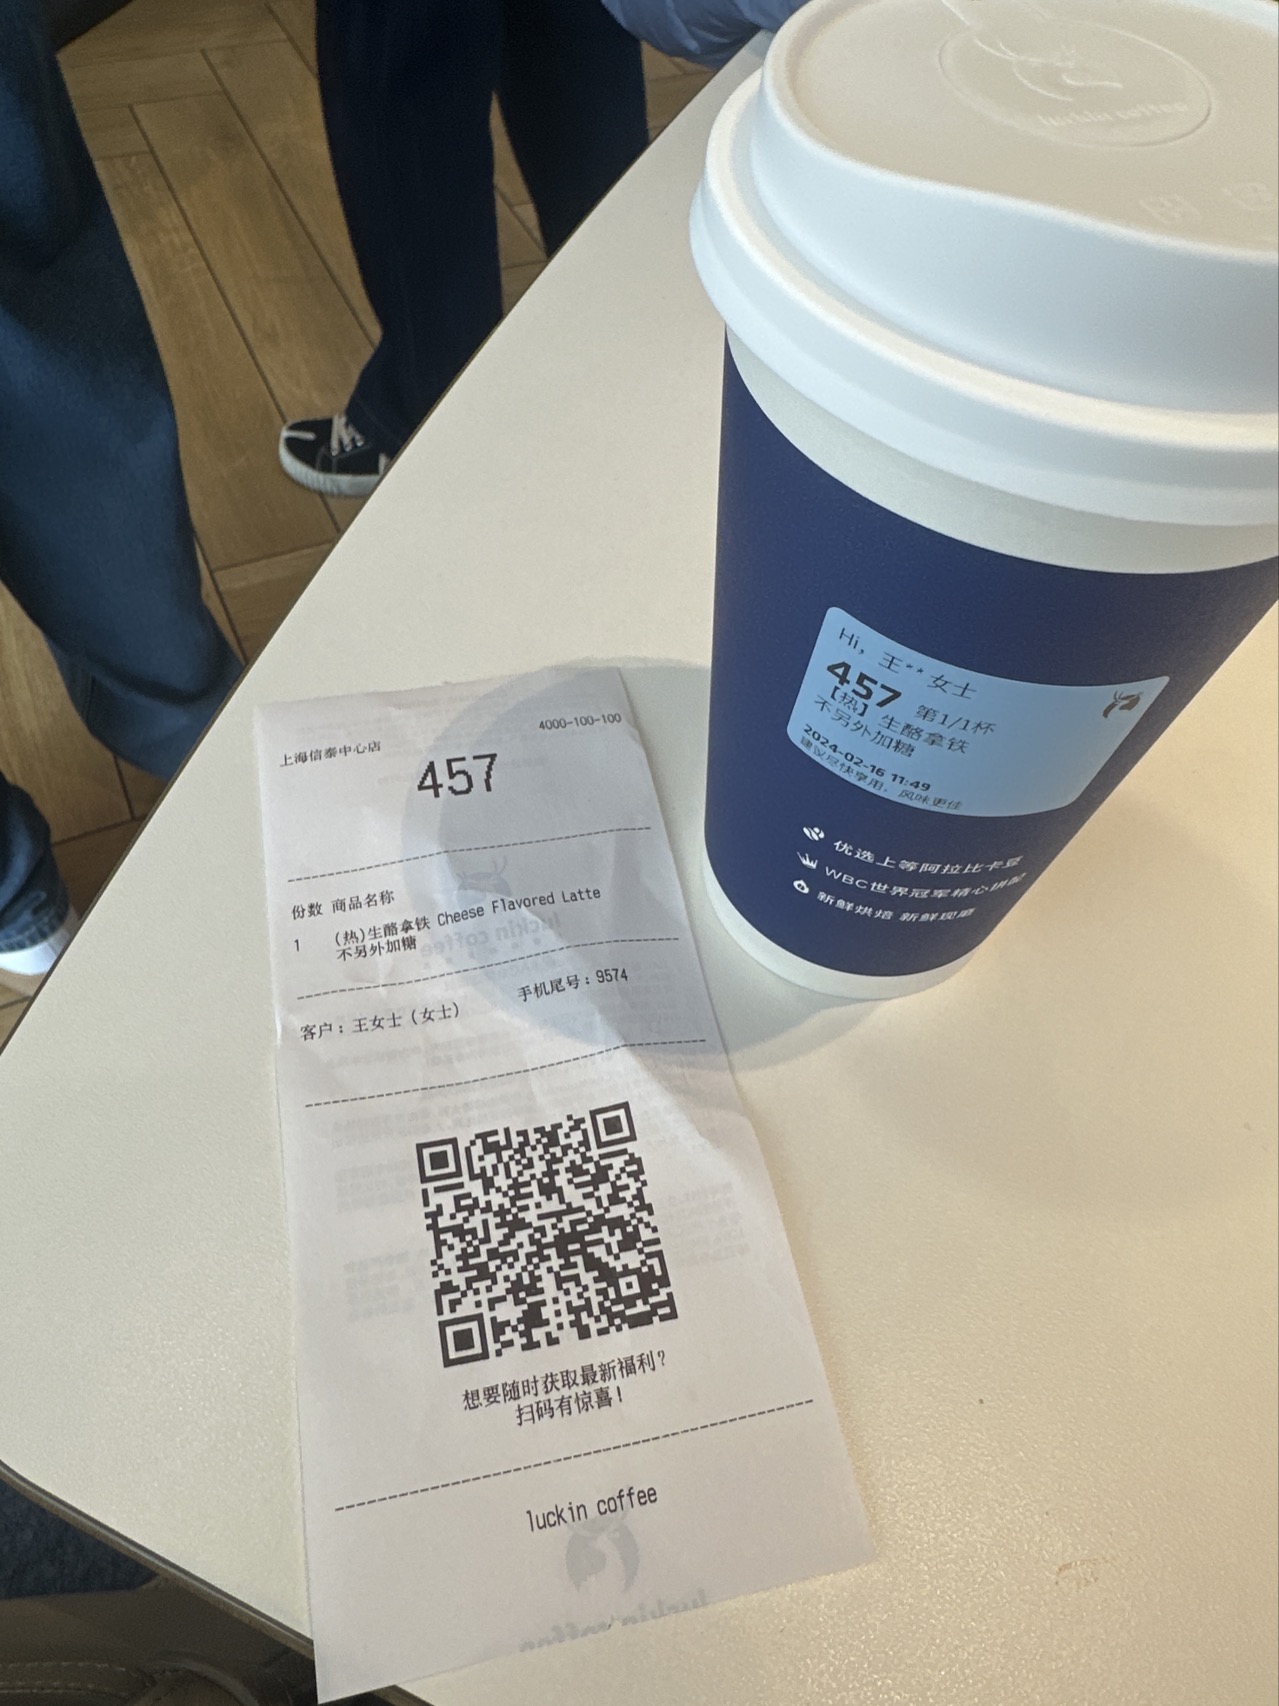 上海信泰中心店
4000-100-100
457
份数 商品名称
1 (热)生酪拿铁 Cheese Flavored Latte
不另外加糖
客户：王女士（女士） 手机尾号：9574
想要随时获取最新福利？
扫码有惊喜！
luckin coffee
luckin coffee
Hi，王**女士
457 第1/1杯
【热】生酪拿铁
不另外加糖
2024-02-16 11:49
建议尽快享用，风味更佳
优选上等阿拉比卡豆
WBC世界冠军精心拼配
新鲜烘焙 新鲜现磨